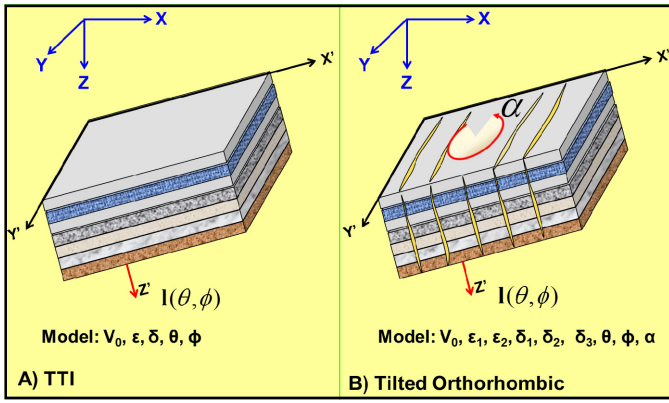 X
Y
Z
X'
Y'
Z'
l(θ,ϕ)
Model: V₀, ε, δ, θ, ϕ
A) TTI
X
Y
Z
X'
α
Y'
Z'
l(θ,ϕ)
Model: V₀, ε₁, ε₂, δ₁, δ₂, δ₃, θ, ϕ, α
B) Tilted Orthorhombic